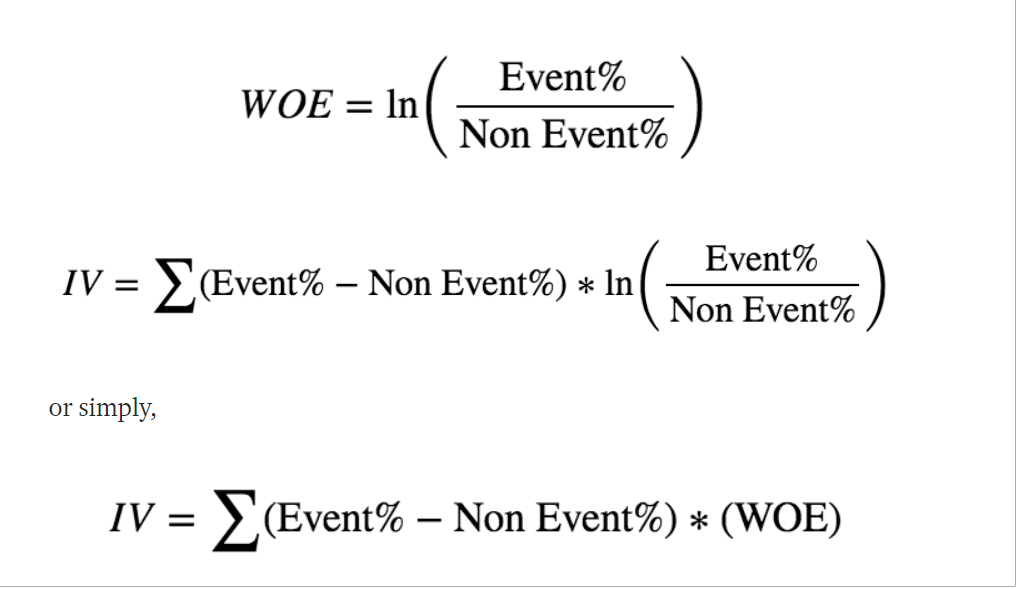 WOE = ln(Event% / Non Event%)
IV = ∑(Event% − Non Event%) ∗ ln(Event% / Non Event%)
or simply,
IV = ∑(Event% − Non Event%) ∗ (WOE)